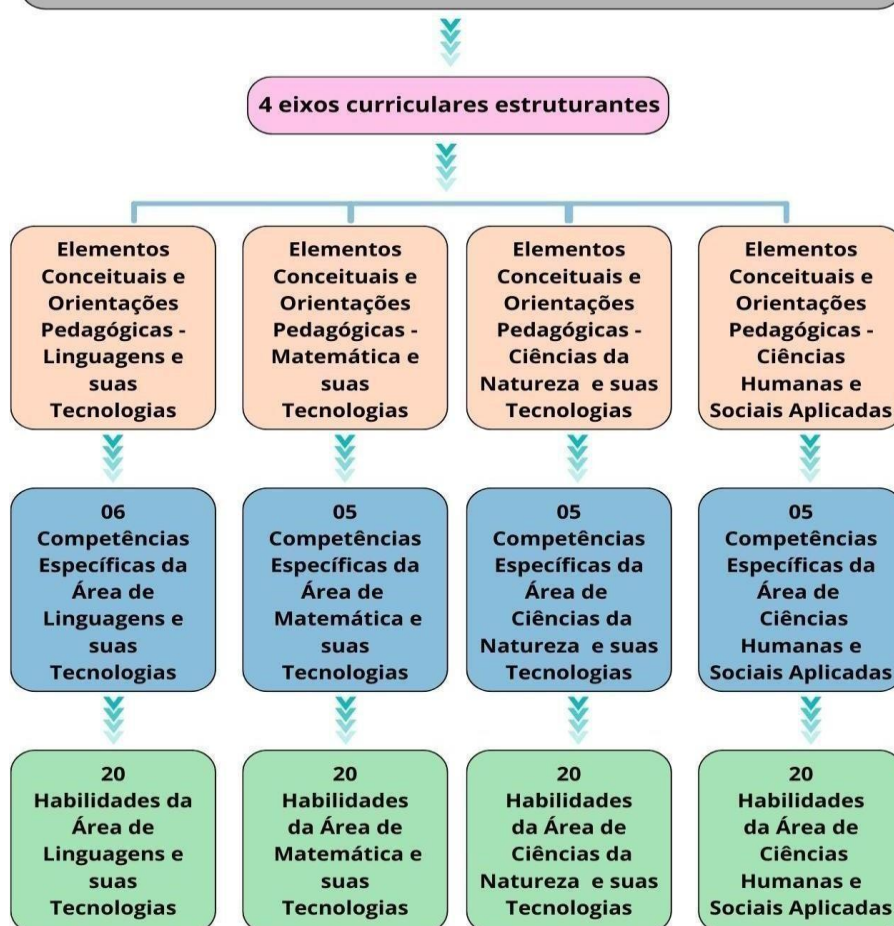 4 eixos curriculares estruturantes
Elementos
Conceituais e
Orientações
Pedagógicas -
Linguagens e
suas
Tecnologias
Elementos
Conceituais e
Orientações
Pedagógicas -
Matemática e
suas
Tecnologias
Elementos
Conceituais e
Orientações
Pedagógicas -
Ciências da
Natureza e suas
Tecnologias
Elementos
Conceituais e
Orientações
Pedagógicas -
Ciências
Humanas e
Sociais Aplicadas
06
Competências
Específicas da
Área de
Linguagens e
suas
Tecnologias
05
Competências
Específicas da
Área de
Matemática e
suas
Tecnologias
05
Competências
Específicas da
Área de
Ciências da
Natureza e suas
Tecnologias
05
Competências
Específicas da
Área de
Ciências
Humanas e
Sociais Aplicadas
20
Habilidades da
Área de
Linguagens e
suas
Tecnologias
20
Habilidades
da Área de
Matemática e
suas
Tecnologias
20
Habilidades
da Área de
Ciências da
Natureza e suas
Tecnologias
20
Habilidades
da Área de
Ciências
Humanas e
Sociais Aplicadas